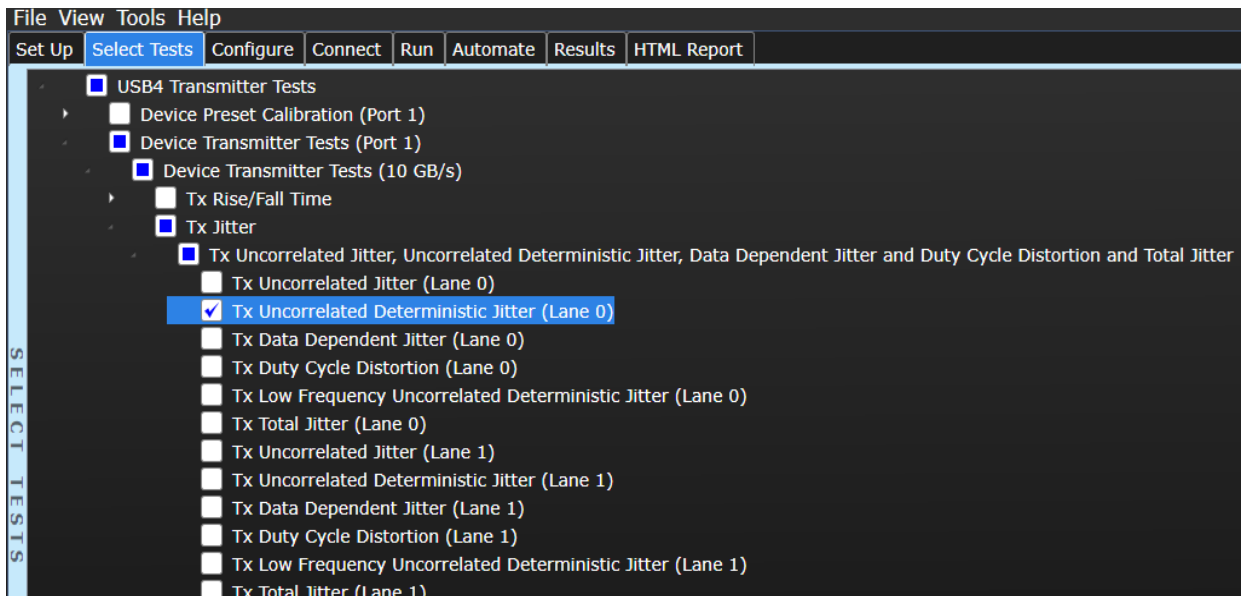 File View Tools Help
Set Up Select Tests Configure Connect Run Automate Results HTML Report
USB4 Transmitter Tests
Device Preset Calibration (Port 1)
Device Transmitter Tests (Port 1)
Device Transmitter Tests (10 GB/s)
Tx Rise/Fall Time
Tx Jitter
Tx Uncorrelated Jitter, Uncorrelated Deterministic Jitter, Data Dependent Jitter and Duty Cycle Distortion and Total Jitter
Tx Uncorrelated Jitter (Lane 0)
Tx Uncorrelated Deterministic Jitter (Lane 0)
Tx Data Dependent Jitter (Lane 0)
Tx Duty Cycle Distortion (Lane 0)
Tx Low Frequency Uncorrelated Deterministic Jitter (Lane 0)
Tx Total Jitter (Lane 0)
Tx Uncorrelated Jitter (Lane 1)
Tx Uncorrelated Deterministic Jitter (Lane 1)
Tx Data Dependent Jitter (Lane 1)
Tx Duty Cycle Distortion (Lane 1)
Tx Low Frequency Uncorrelated Deterministic Jitter (Lane 1)
Tx Total Jitter (Lane 1)
SELECT TESTS